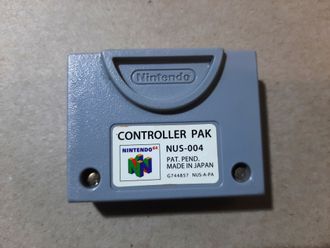 Nintendo
CONTROLLER PAK
NINTENDO64
NUS-004
PAT. PEND.
MADE IN JAPAN
G744857 NUS-A-PA